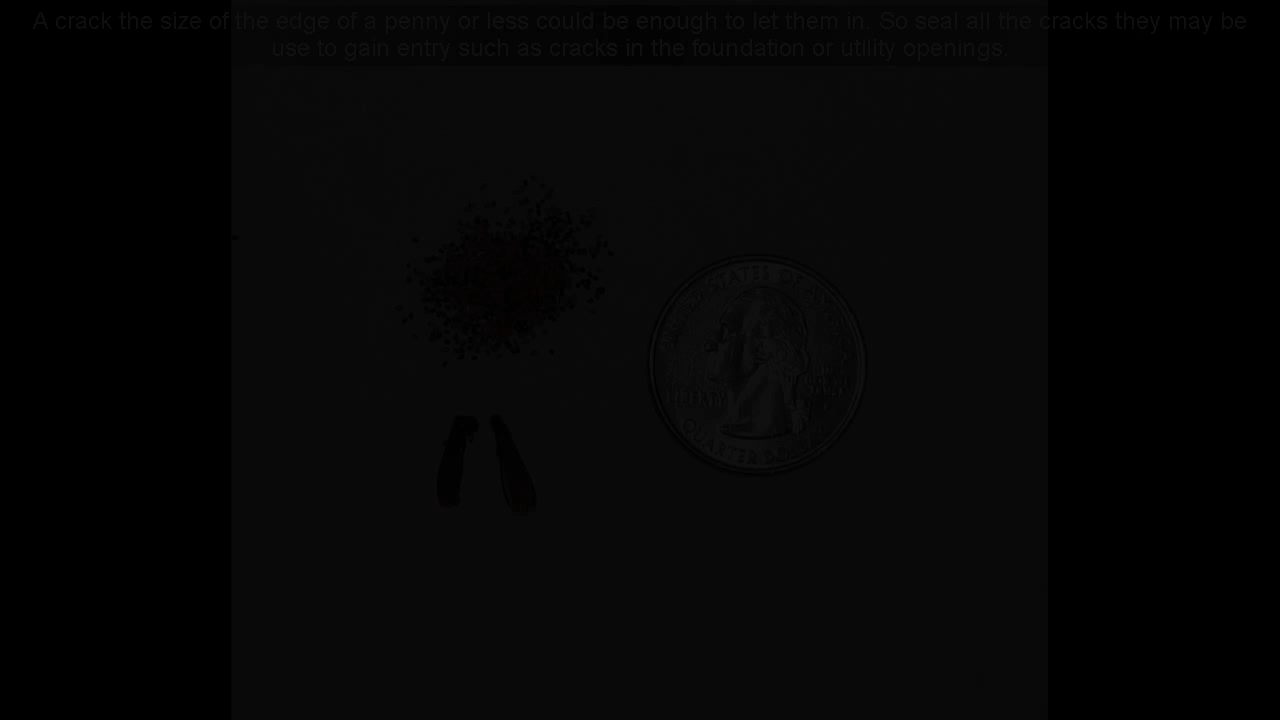 A crack the size of the edge of a penny or less could be enough to let them in. So seal all the cracks they may be
use to gain entry such as cracks in the foundation or utility openings.
LIBERTY
QUARTER